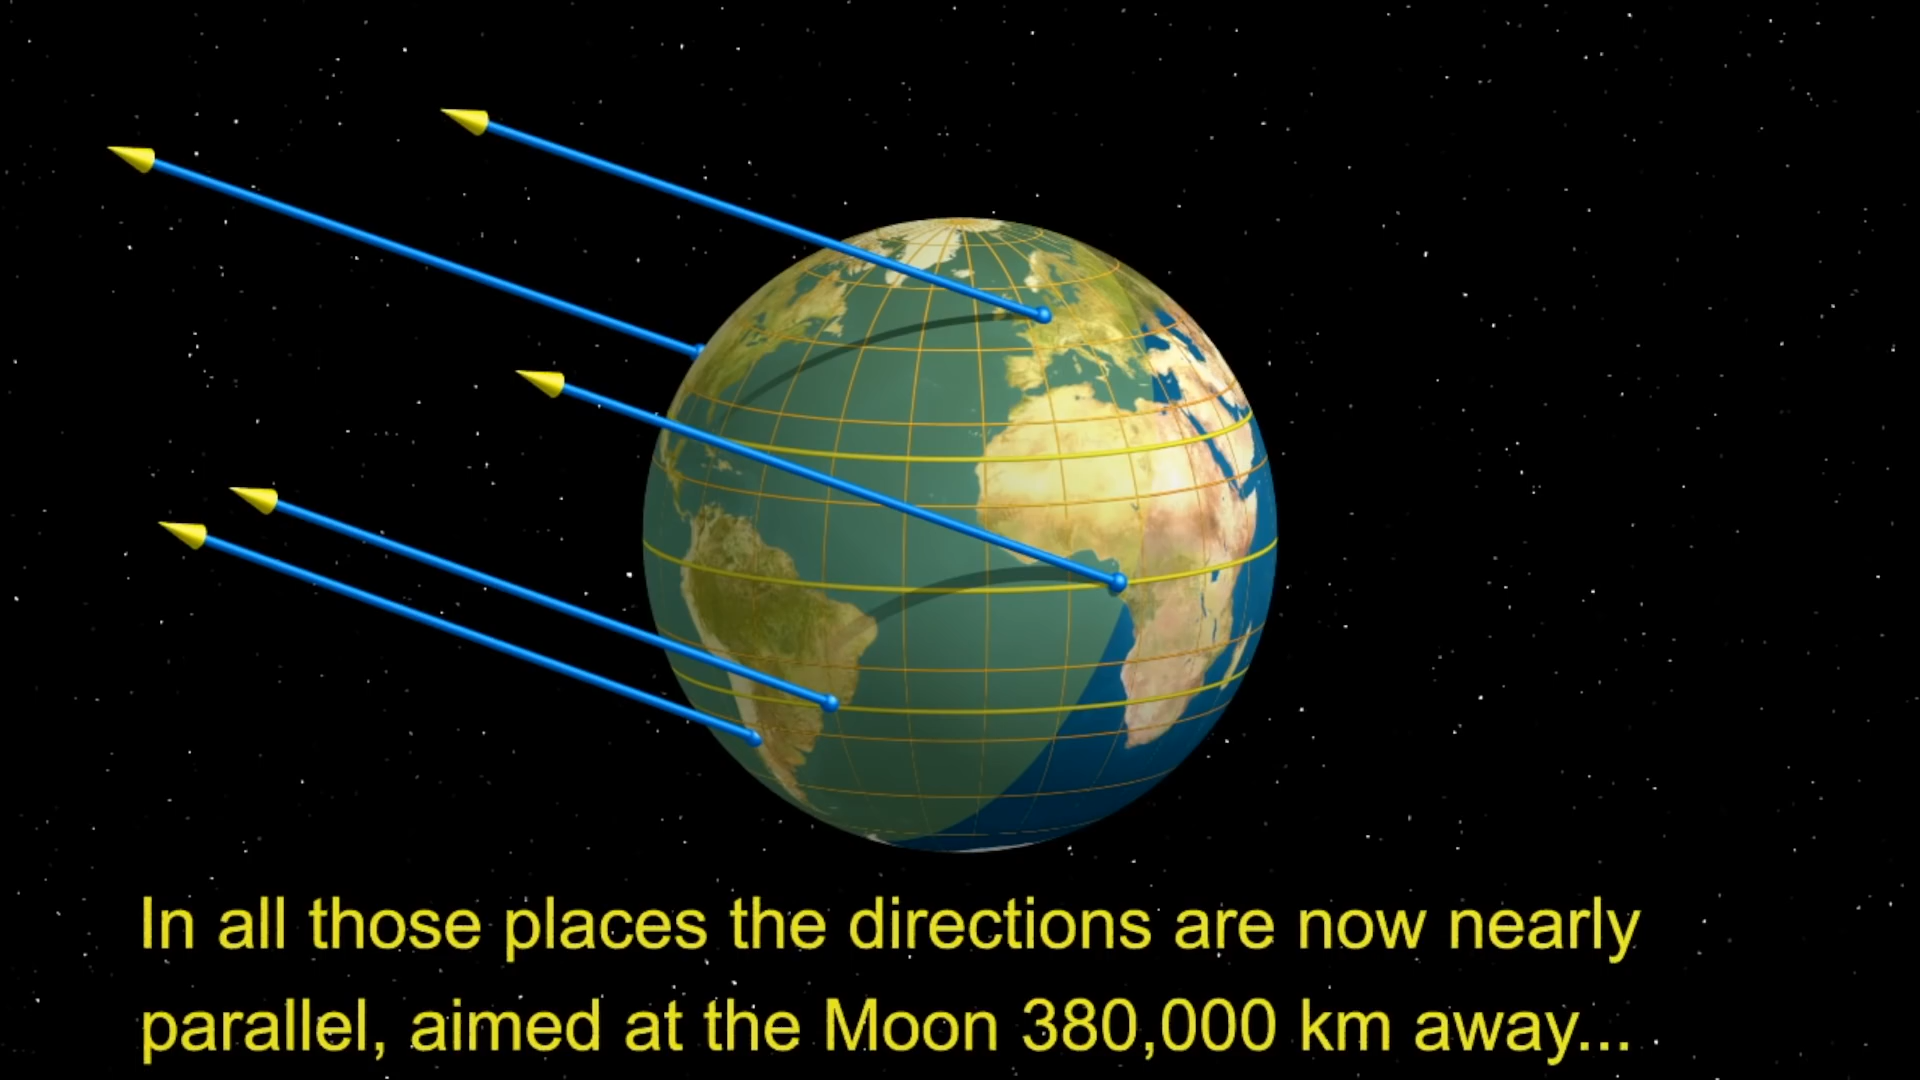 In all those places the directions are now nearly
parallel, aimed at the Moon 380,000 km away...